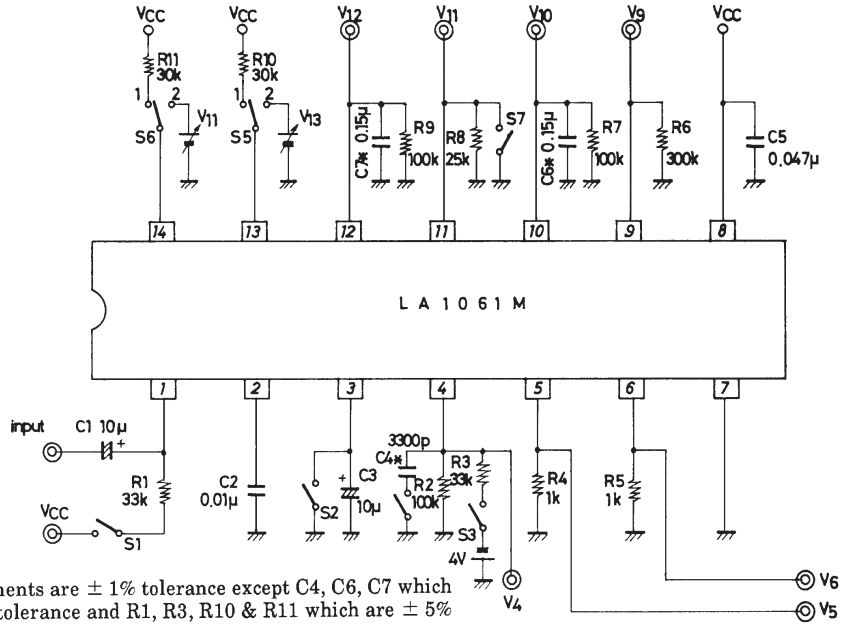 VCC VCC V12 V11 V10 V9 VCC
R11 30k R10 30k
1 2 1 2
S6 V11 S5 V13
C7* 0.15μ R9 100k R8 25k S7 C6* 0.15μ R7 100k R6 300k C5 0.047μ
14 13 12 11 10 9 8
LA1061M
1 2 3 4 5 6 7
input C1 10μ +
R1 33k
VCC S1
C2 0,01μ
S2 + C3 10μ
3300p C4* R2 100k R3 33k S3 4V V4
R4 1k R5 1k
V6
V5
nents are ± 1% tolerance except C4, C6, C7 which
tolerance and R1, R3, R10 & R11 which are ± 5%